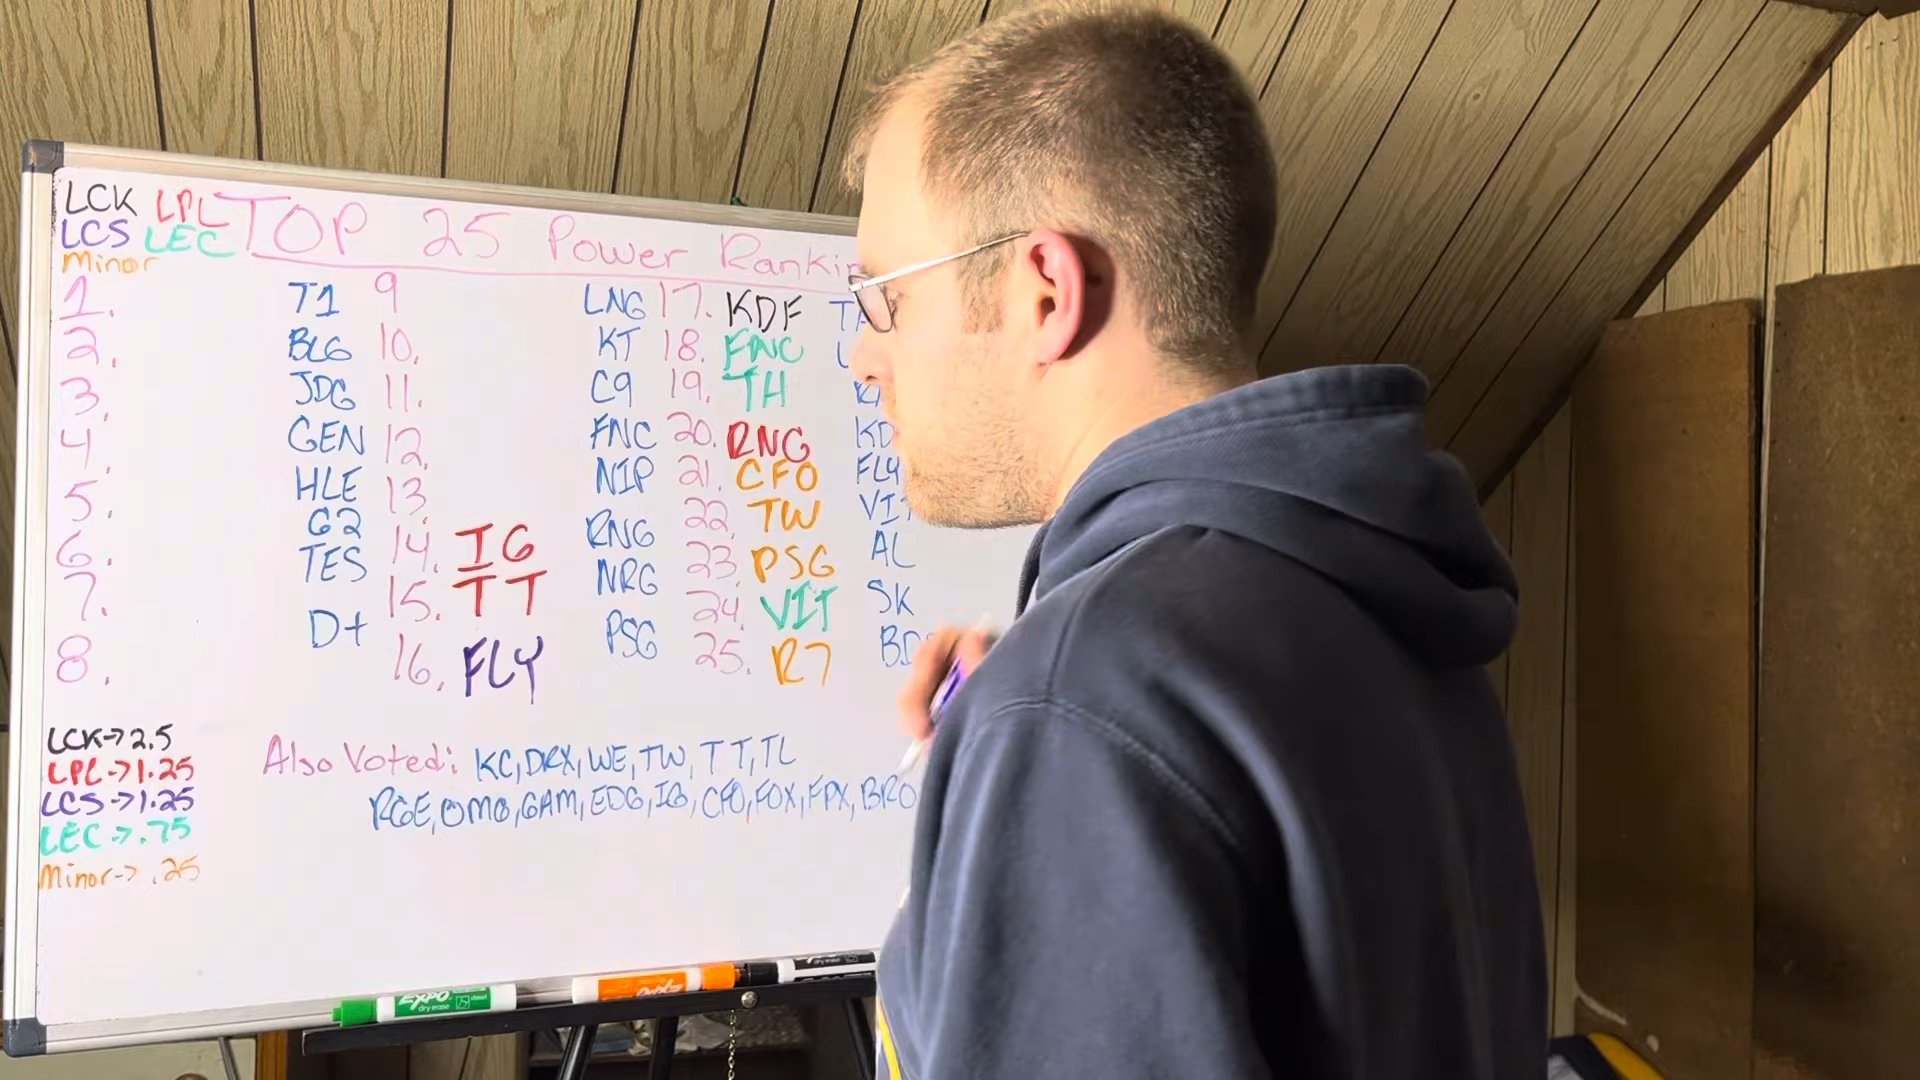 LCK LPL TOP 25 Power Rankin
LCS LEC
Minor
1. T1 9 LNG 17. KDF
2. BLG 10. KT 18. FNC
3. JDG 11. C9 19. TH
4. GEN 12. FNC 20. RNG
5. HLE 13. NIP 21. CFO FLY
6. G2 14. IG RNG 22. TW
7. TES 15. TT NRG 23. PSG AL
8. D+ 16. FLY PSG 24. VIT SK
25. R7
LCK->2.5
LPL->1.25
LCS->1.25
LEC->.75
Minor->.25
Also Voted: KC, DRX, WE, TW, TT, TL
RGE, OMG, GAM, EDG, IG, CFO, FOX, FPX, BRO
EXPO
dry erase